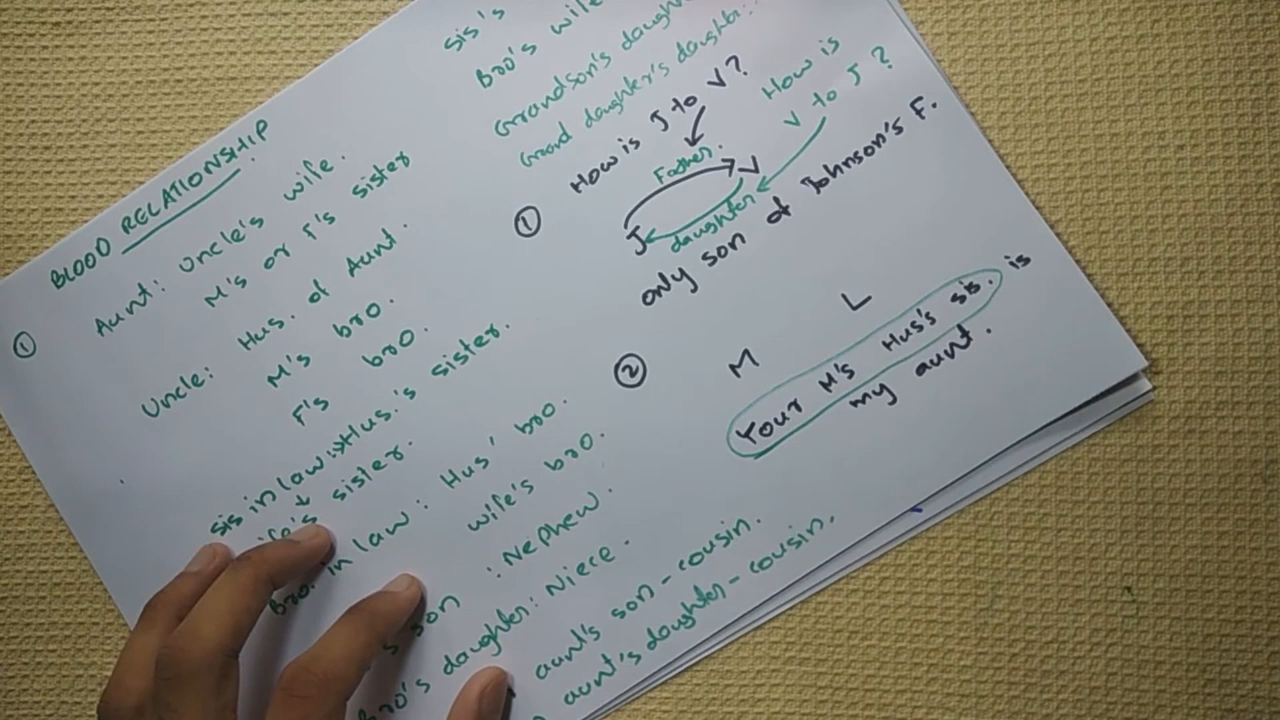 BLOOD RELATIONSHIP
① Aunt: Uncle's wife.
M's or F's sister
Uncle: Hus. of Aunt.
M's bro.
F's bro.
sis in law: Hus.'s sister.
sister.
Bro. in law: Hus' bro.
wife's bro.
son : Nephew.
bro's daughter: Niece.
aunt's son - cousin.
aunt's daughter - cousin.
sis's
Bro's wife
Grandson's daugh
Grand daughter's daughter.
① How is J to V?
How is
V to J?
Father.
J V
daughter
only son of Johnson's F.
② M L
Your M's Hus's sis. is
my aunt.